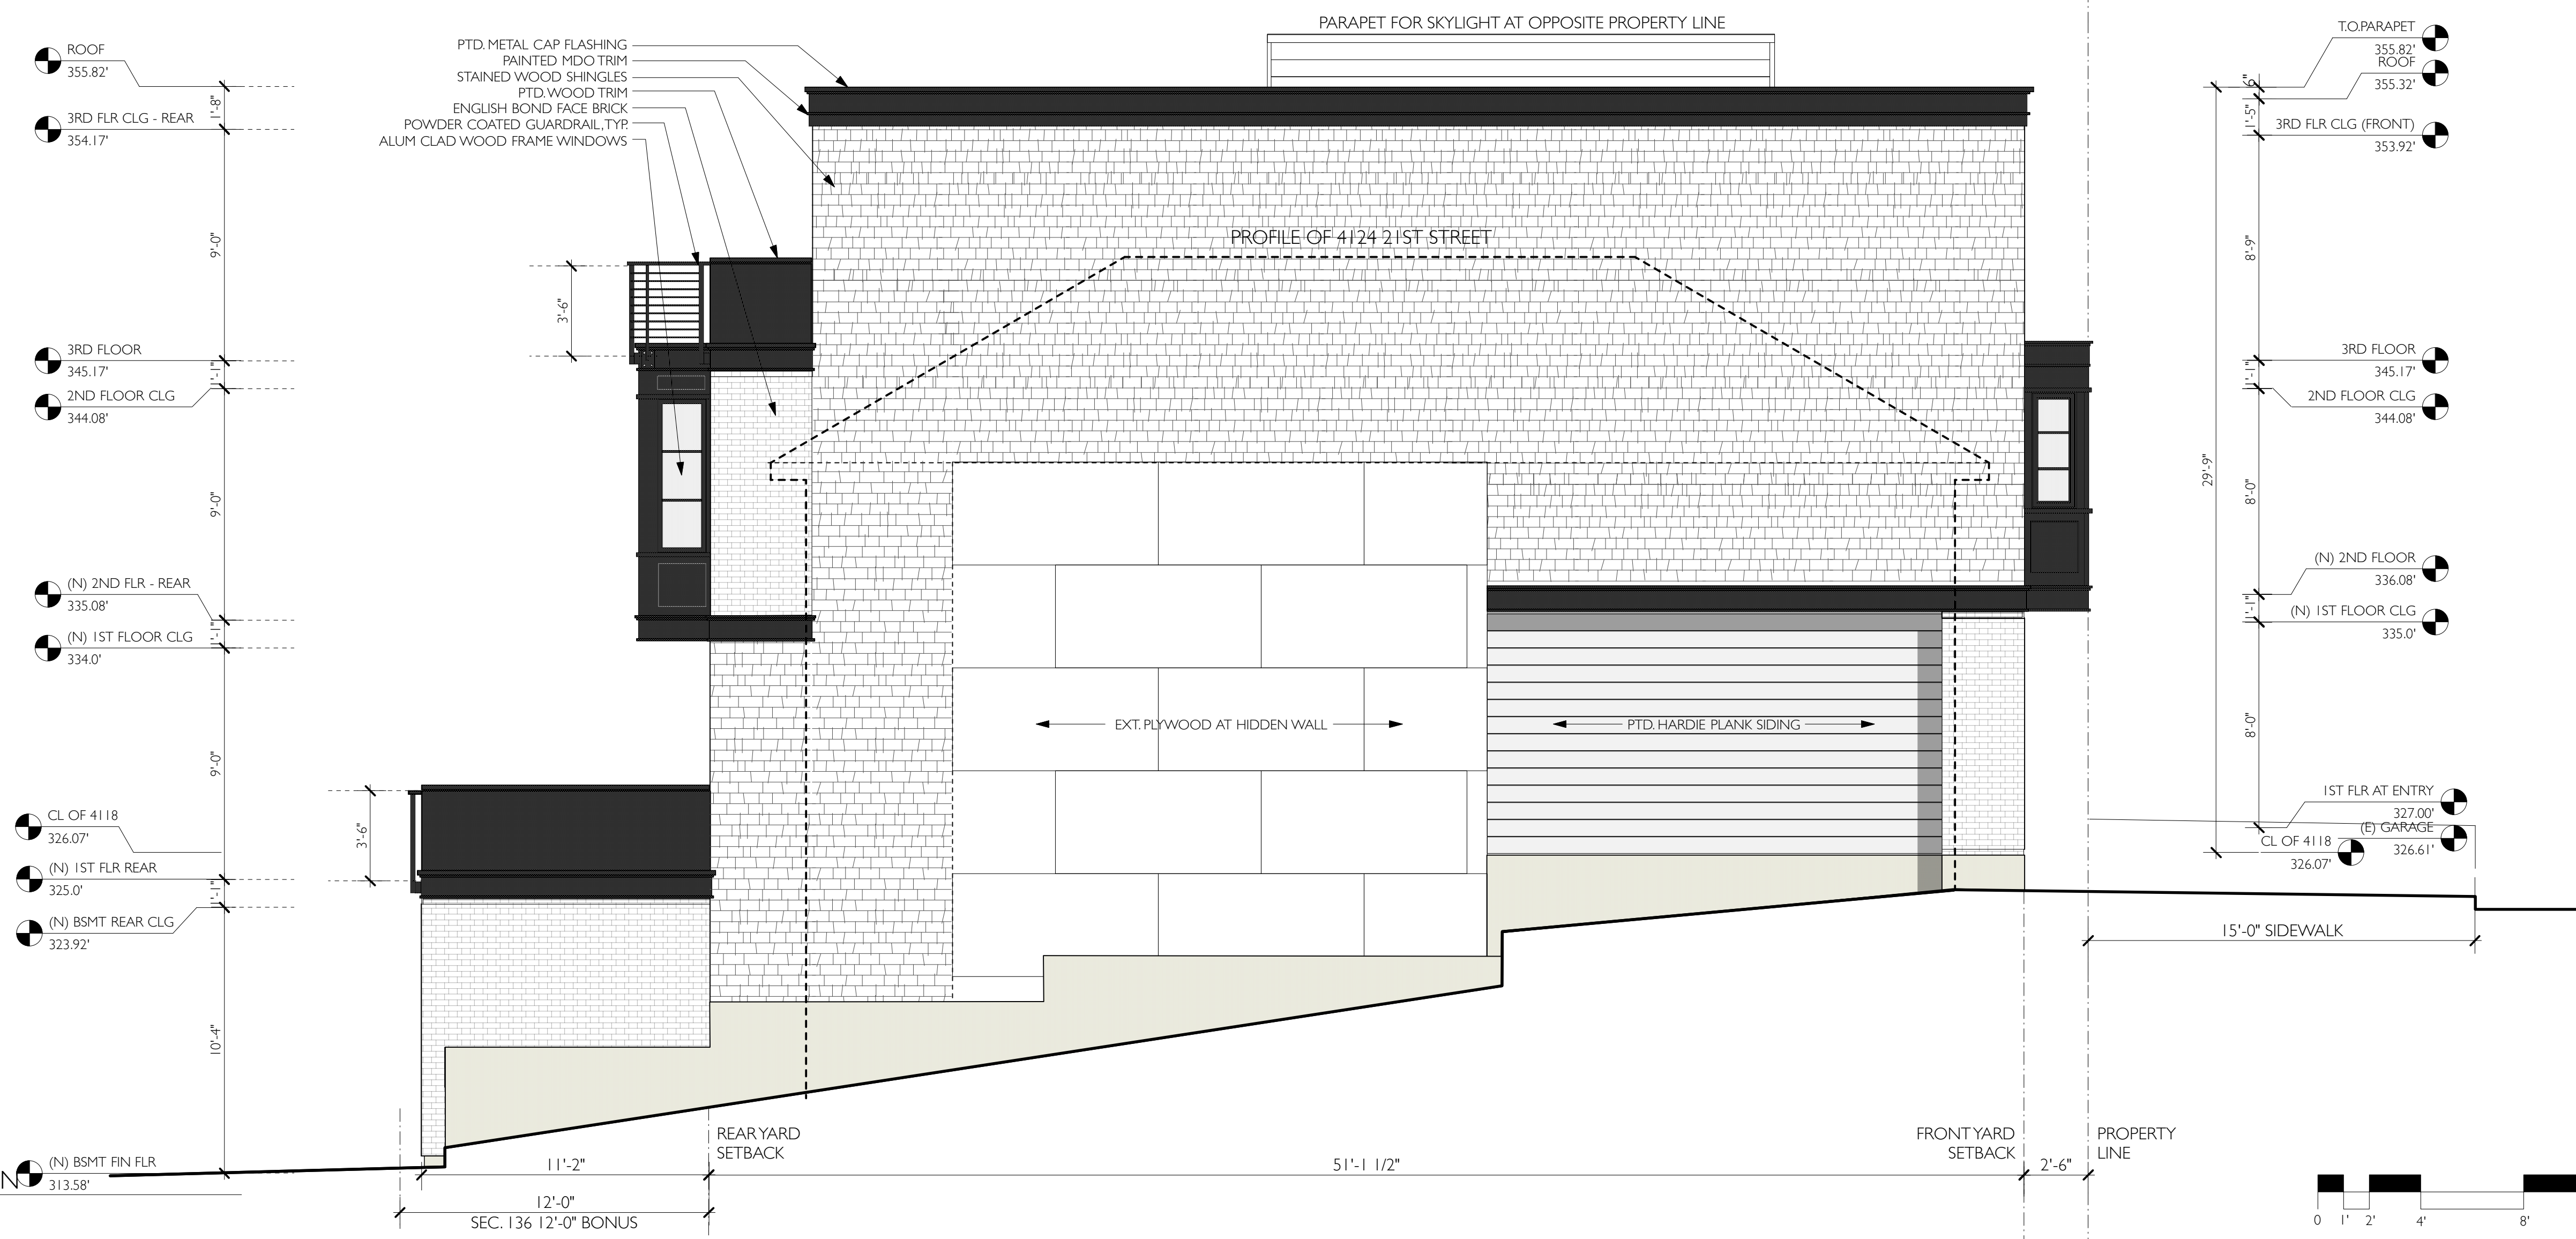 PARAPET FOR SKYLIGHT AT OPPOSITE PROPERTY LINE
ROOF
355.82'
3RD FLR CLG - REAR
354.17'
3RD FLOOR
345.17'
2ND FLOOR CLG
344.08'
(N) 2ND FLR - REAR
335.08'
(N) 1ST FLOOR CLG
334.0'
CL OF 4118
326.07'
(N) 1ST FLR REAR
325.0'
(N) BSMT REAR CLG
323.92'
(N) BSMT FIN FLR
313.58'
N
1'-8"
9'-0"
1'-1"
9'-0"
1'-1"
9'-0"
1'-1"
10'-4"
PTD. METAL CAP FLASHING
PAINTED MDO TRIM
STAINED WOOD SHINGLES
PTD. WOOD TRIM
ENGLISH BOND FACE BRICK
POWDER COATED GUARDRAIL, TYP.
ALUM CLAD WOOD FRAME WINDOWS
3'-6"
3'-6"
PROFILE OF 4124 21ST STREET
EXT. PLYWOOD AT HIDDEN WALL
PTD. HARDIE PLANK SIDING
REAR YARD
SETBACK
FRONT YARD
SETBACK
PROPERTY
LINE
11'-2"
51'-1 1/2"
2'-6"
12'-0"
SEC. 136 12'-0" BONUS
15'-0" SIDEWALK
T.O.PARAPET
355.82'
ROOF
355.32'
3RD FLR CLG (FRONT)
353.92'
3RD FLOOR
345.17'
2ND FLOOR CLG
344.08'
(N) 2ND FLOOR
336.08'
(N) 1ST FLOOR CLG
335.0'
1ST FLR AT ENTRY
327.00'
(E) GARAGE
326.61'
CL OF 4118
326.07'
6"
1'-5"
8'-9"
1'-1"
8'-0"
1'-1"
8'-0"
29'-9"
0 1' 2' 4' 8'